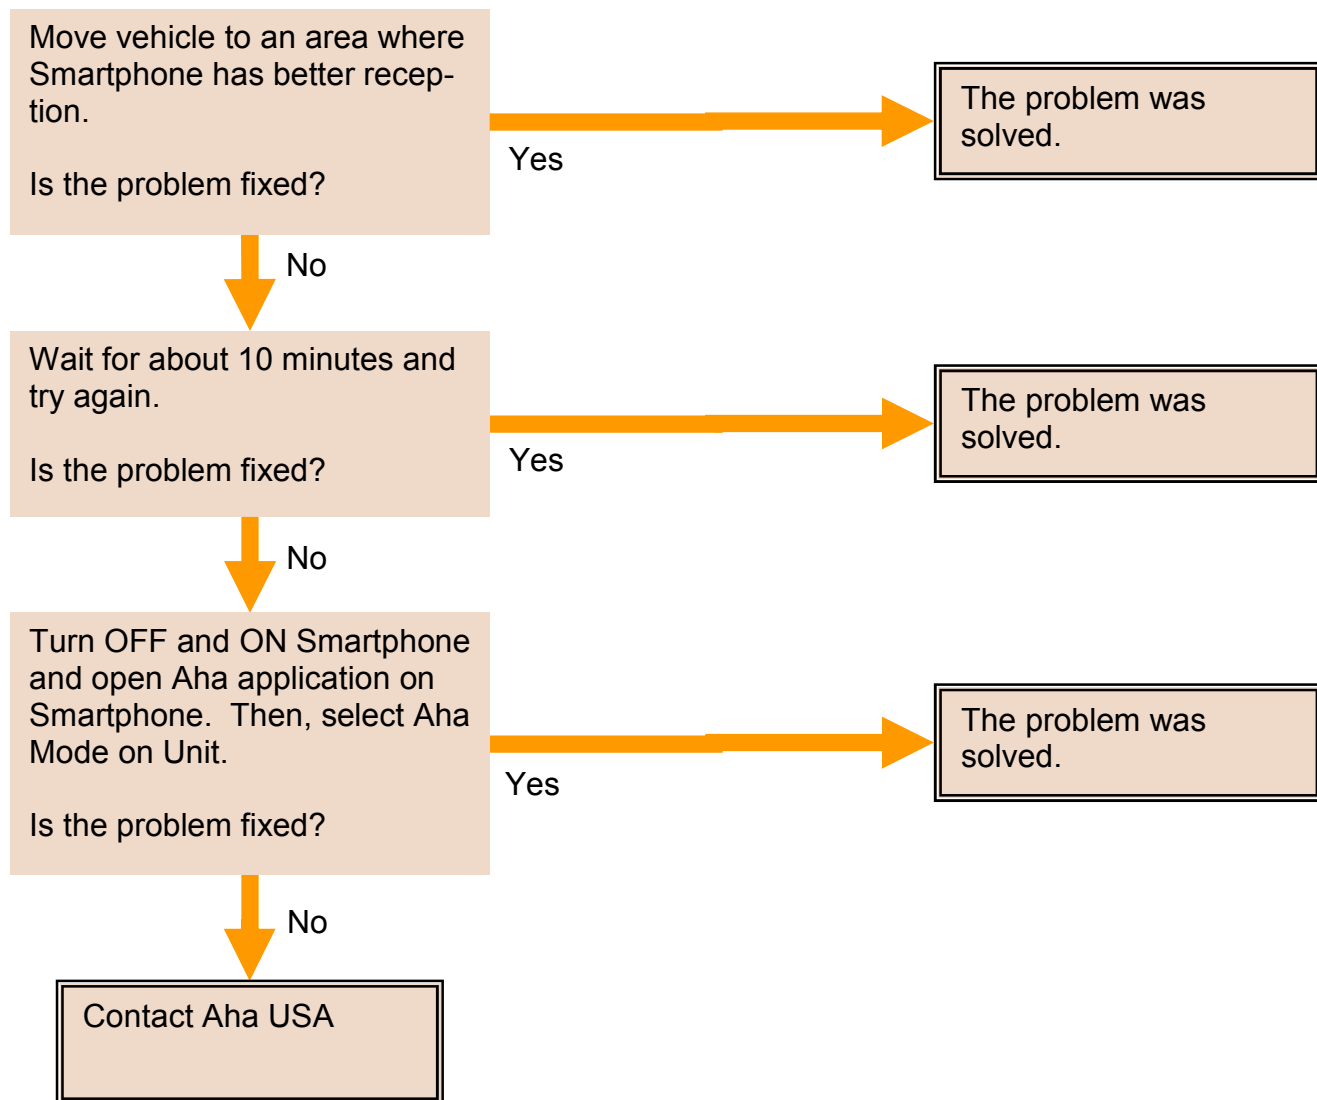 Move vehicle to an area where
Smartphone has better recep-
tion.
Is the problem fixed?
Yes
The problem was
solved.
No
Wait for about 10 minutes and
try again.
Is the problem fixed?
Yes
The problem was
solved.
No
Turn OFF and ON Smartphone
and open Aha application on
Smartphone.  Then, select Aha
Mode on Unit.
Is the problem fixed?
Yes
The problem was
solved.
No
Contact Aha USA